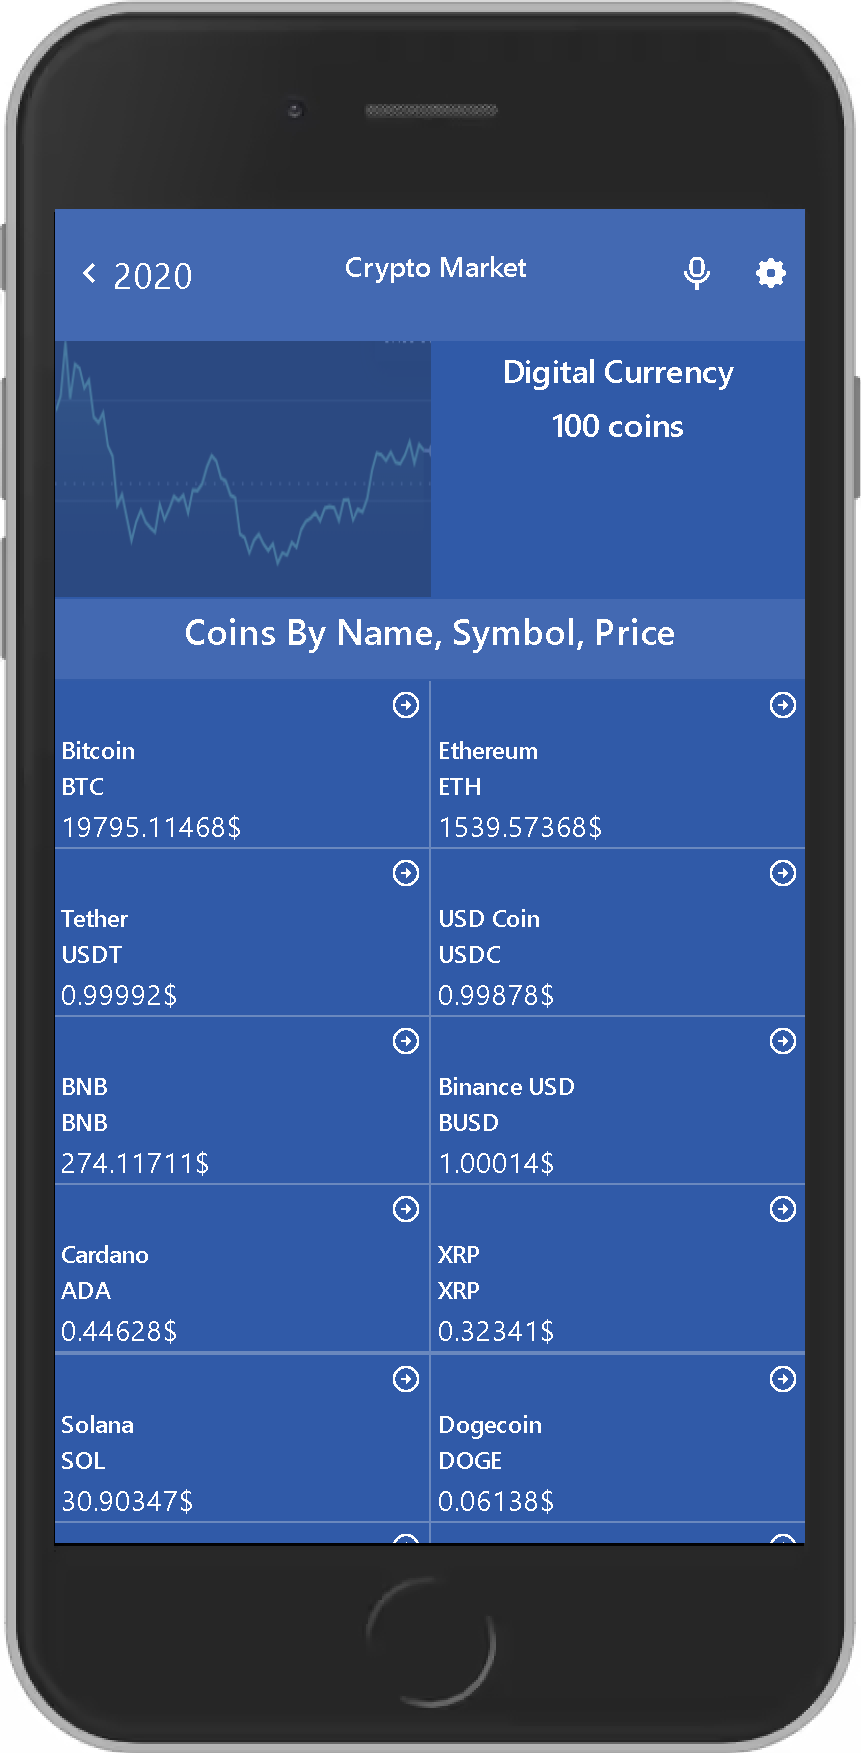 2020
Crypto Market
Digital Currency
100 coins
Coins By Name, Symbol, Price
Bitcoin
BTC
19795.11468$
Ethereum
ETH
1539.57368$
Tether
USDT
0.99992$
USD Coin
USDC
0.99878$
BNB
BNB
274.11711$
Binance USD
BUSD
1.00014$
Cardano
ADA
0.44628$
XRP
XRP
0.32341$
Solana
SOL
30.90347$
Dogecoin
DOGE
0.06138$